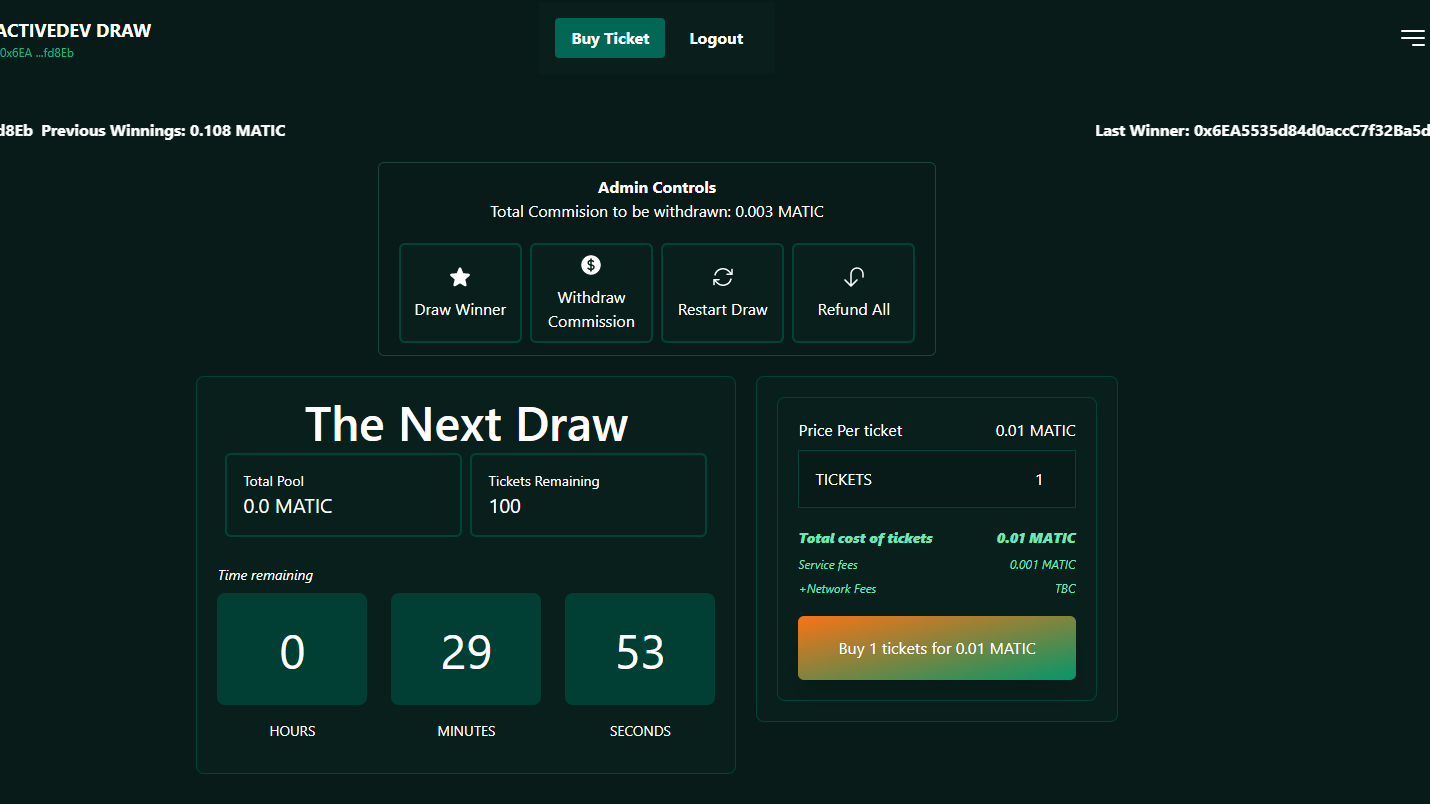 ACTIVEDEV DRAW
0x6EA ...fd8Eb
Buy Ticket
Logout
d8Eb Previous Winnings: 0.108 MATIC
Last Winner: 0x6EA5535d84d0accC7f32Ba5d
Admin Controls
Total Commision to be withdrawn: 0.003 MATIC
Draw Winner
Withdraw
Commission
Restart Draw
Refund All
The Next Draw
Total Pool
0.0 MATIC
Tickets Remaining
100
Time remaining
0
29
53
HOURS
MINUTES
SECONDS
Price Per ticket 0.01 MATIC
TICKETS 1
Total cost of tickets 0.01 MATIC
Service fees 0.001 MATIC
+Network Fees TBC
Buy 1 tickets for 0.01 MATIC